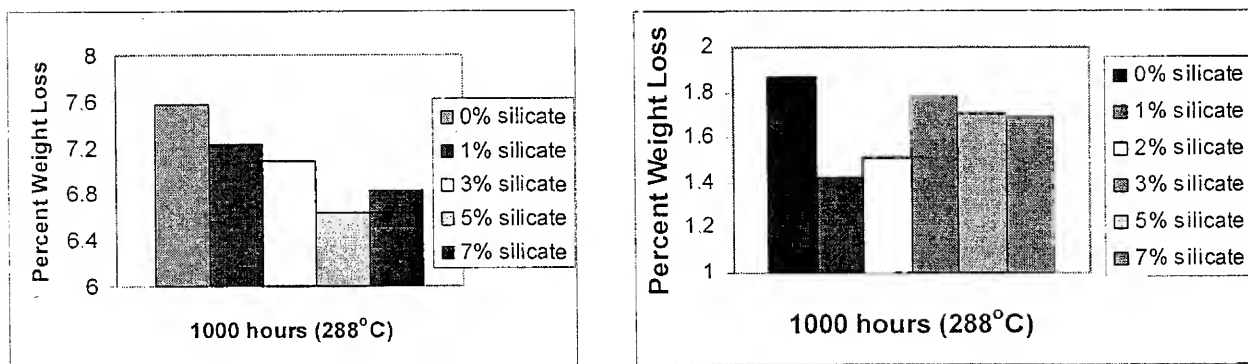 Percent Weight Loss
8
7.6
7.2
6.8
6.4
6
1000 hours (288°C)
0% silicate
1% silicate
3% silicate
5% silicate
7% silicate
Percent Weight Loss
2
1.8
1.6
1.4
1.2
1
1000 hours (288°C)
0% silicate
1% silicate
2% silicate
3% silicate
5% silicate
7% silicate